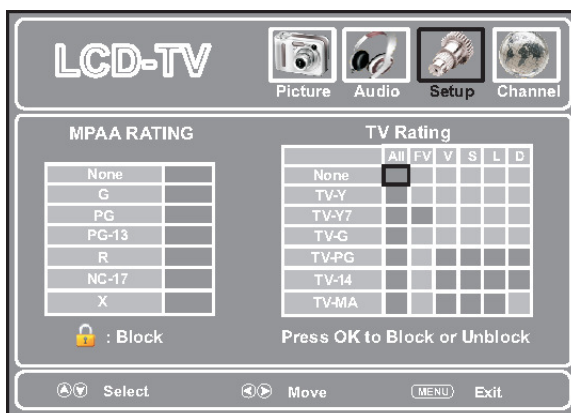 LCD-TV
Picture Audio Setup Channel
MPAA RATING
None
G
PG
PG-13
R
NC-17
X
: Block
TV Rating
All FV V S L D
None
TV-Y
TV-Y7
TV-G
TV-PG
TV-14
TV-MA
Press OK to Block or Unblock
Select Move MENU Exit